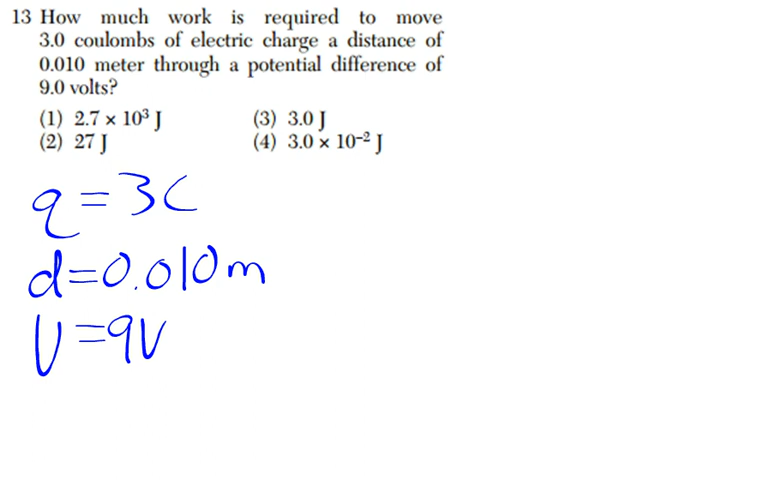 13 How much work is required to move
3.0 coulombs of electric charge a distance of
0.010 meter through a potential difference of
9.0 volts?
(1) 2.7 × 10³ J (3) 3.0 J
(2) 27 J (4) 3.0 × 10⁻² J
q = 3C
d=0.010m
V=9V